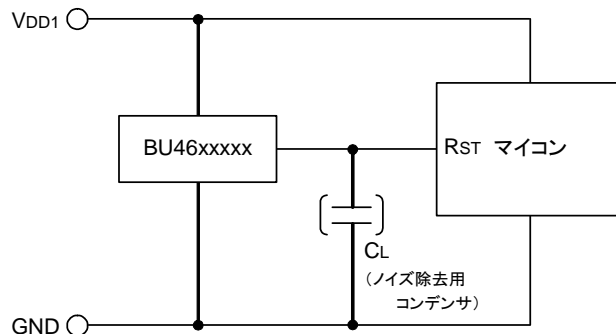 VDD1
BU46xxxxx
RST マイコン
CL
（ノイズ除去用
コンデンサ）
GND